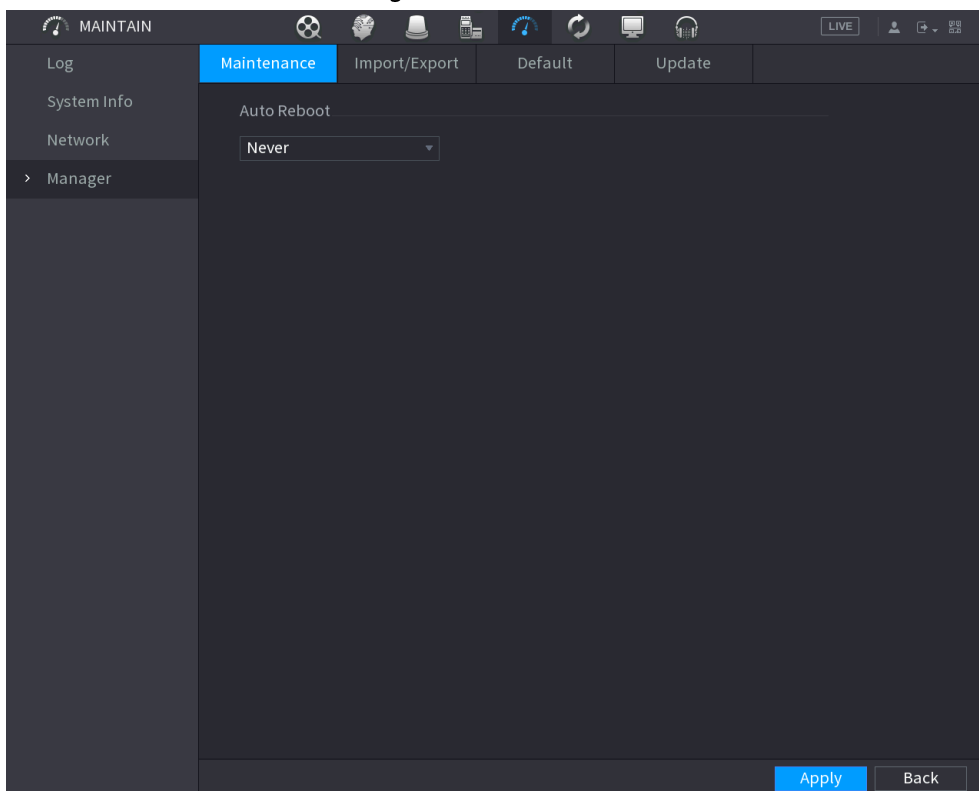 MAINTAIN
LIVE
Log
Maintenance
Import/Export
Default
Update
System Info
Auto Reboot
Network
Never
Manager
Apply
Back